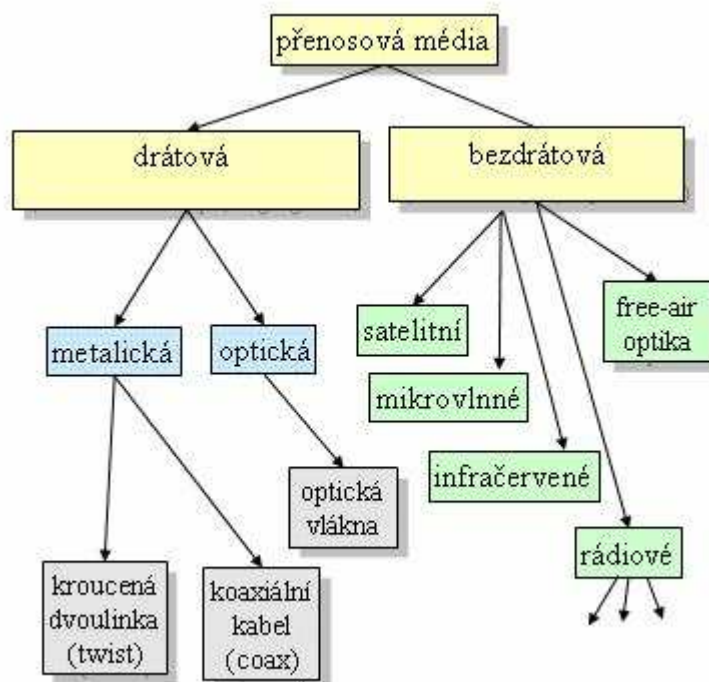 přenosová média
drátová
bezdrátová
satelitní
free-air
optika
metalická
optická
mikrovlnné
infračervené
optická
vlákna
rádiové
kroucená
dvoulinka
(twist)
koaxiální
kabel
(coax)